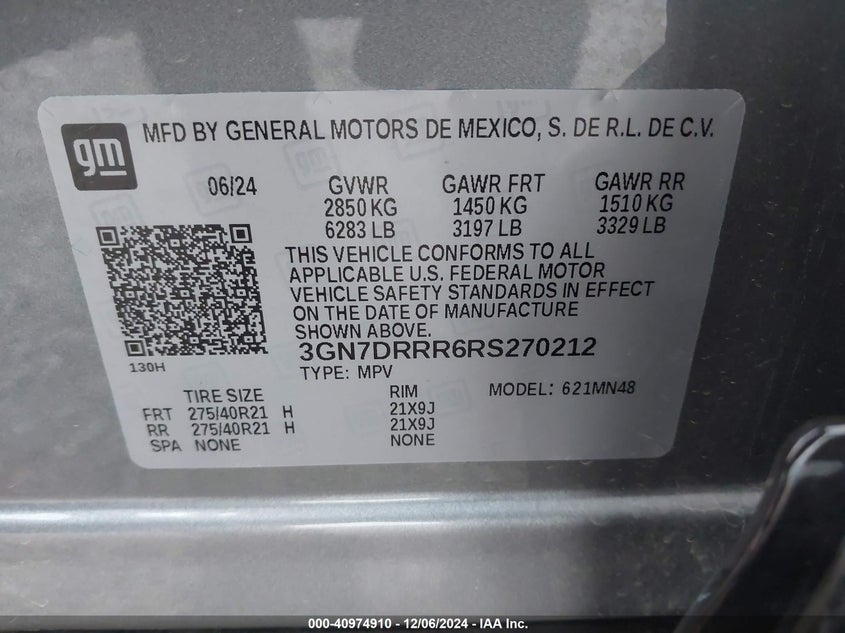 gm
MFD BY GENERAL MOTORS DE MEXICO, S. DE R.L. DE C.V.
06/24 GVWR GAWR FRT GAWR RR
2850 KG 1450 KG 1510 KG
6283 LB 3197 LB 3329 LB
THIS VEHICLE CONFORMS TO ALL
APPLICABLE U.S. FEDERAL MOTOR
VEHICLE SAFETY STANDARDS IN EFFECT
ON THE DATE OF MANUFACTURE
SHOWN ABOVE.
3GN7DRRR6RS270212
130H
TYPE: MPV
TIRE SIZE RIM MODEL: 621MN48
FRT 275/40R21 H 21X9J
RR 275/40R21 H 21X9J
SPA NONE NONE
000-40974910 - 12/06/2024 - IAA Inc.